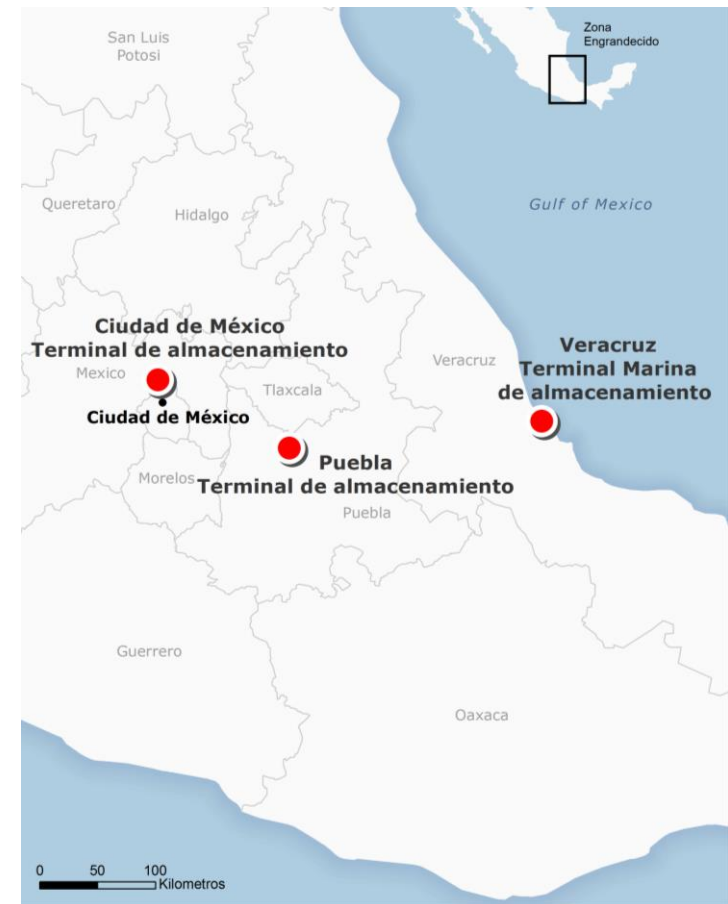 San Luis
Potosi
Zona
Engrandecido
Queretaro
Hidalgo
Gulf of Mexico
Ciudad de México
Terminal de almacenamiento
Mexico
Ciudad de México
Tlaxcala
Veracruz
Veracruz
Terminal Marina
de almacenamiento
Morelos
Puebla
Terminal de almacenamiento
Puebla
Guerrero
Oaxaca
0 50 100
Kilometros